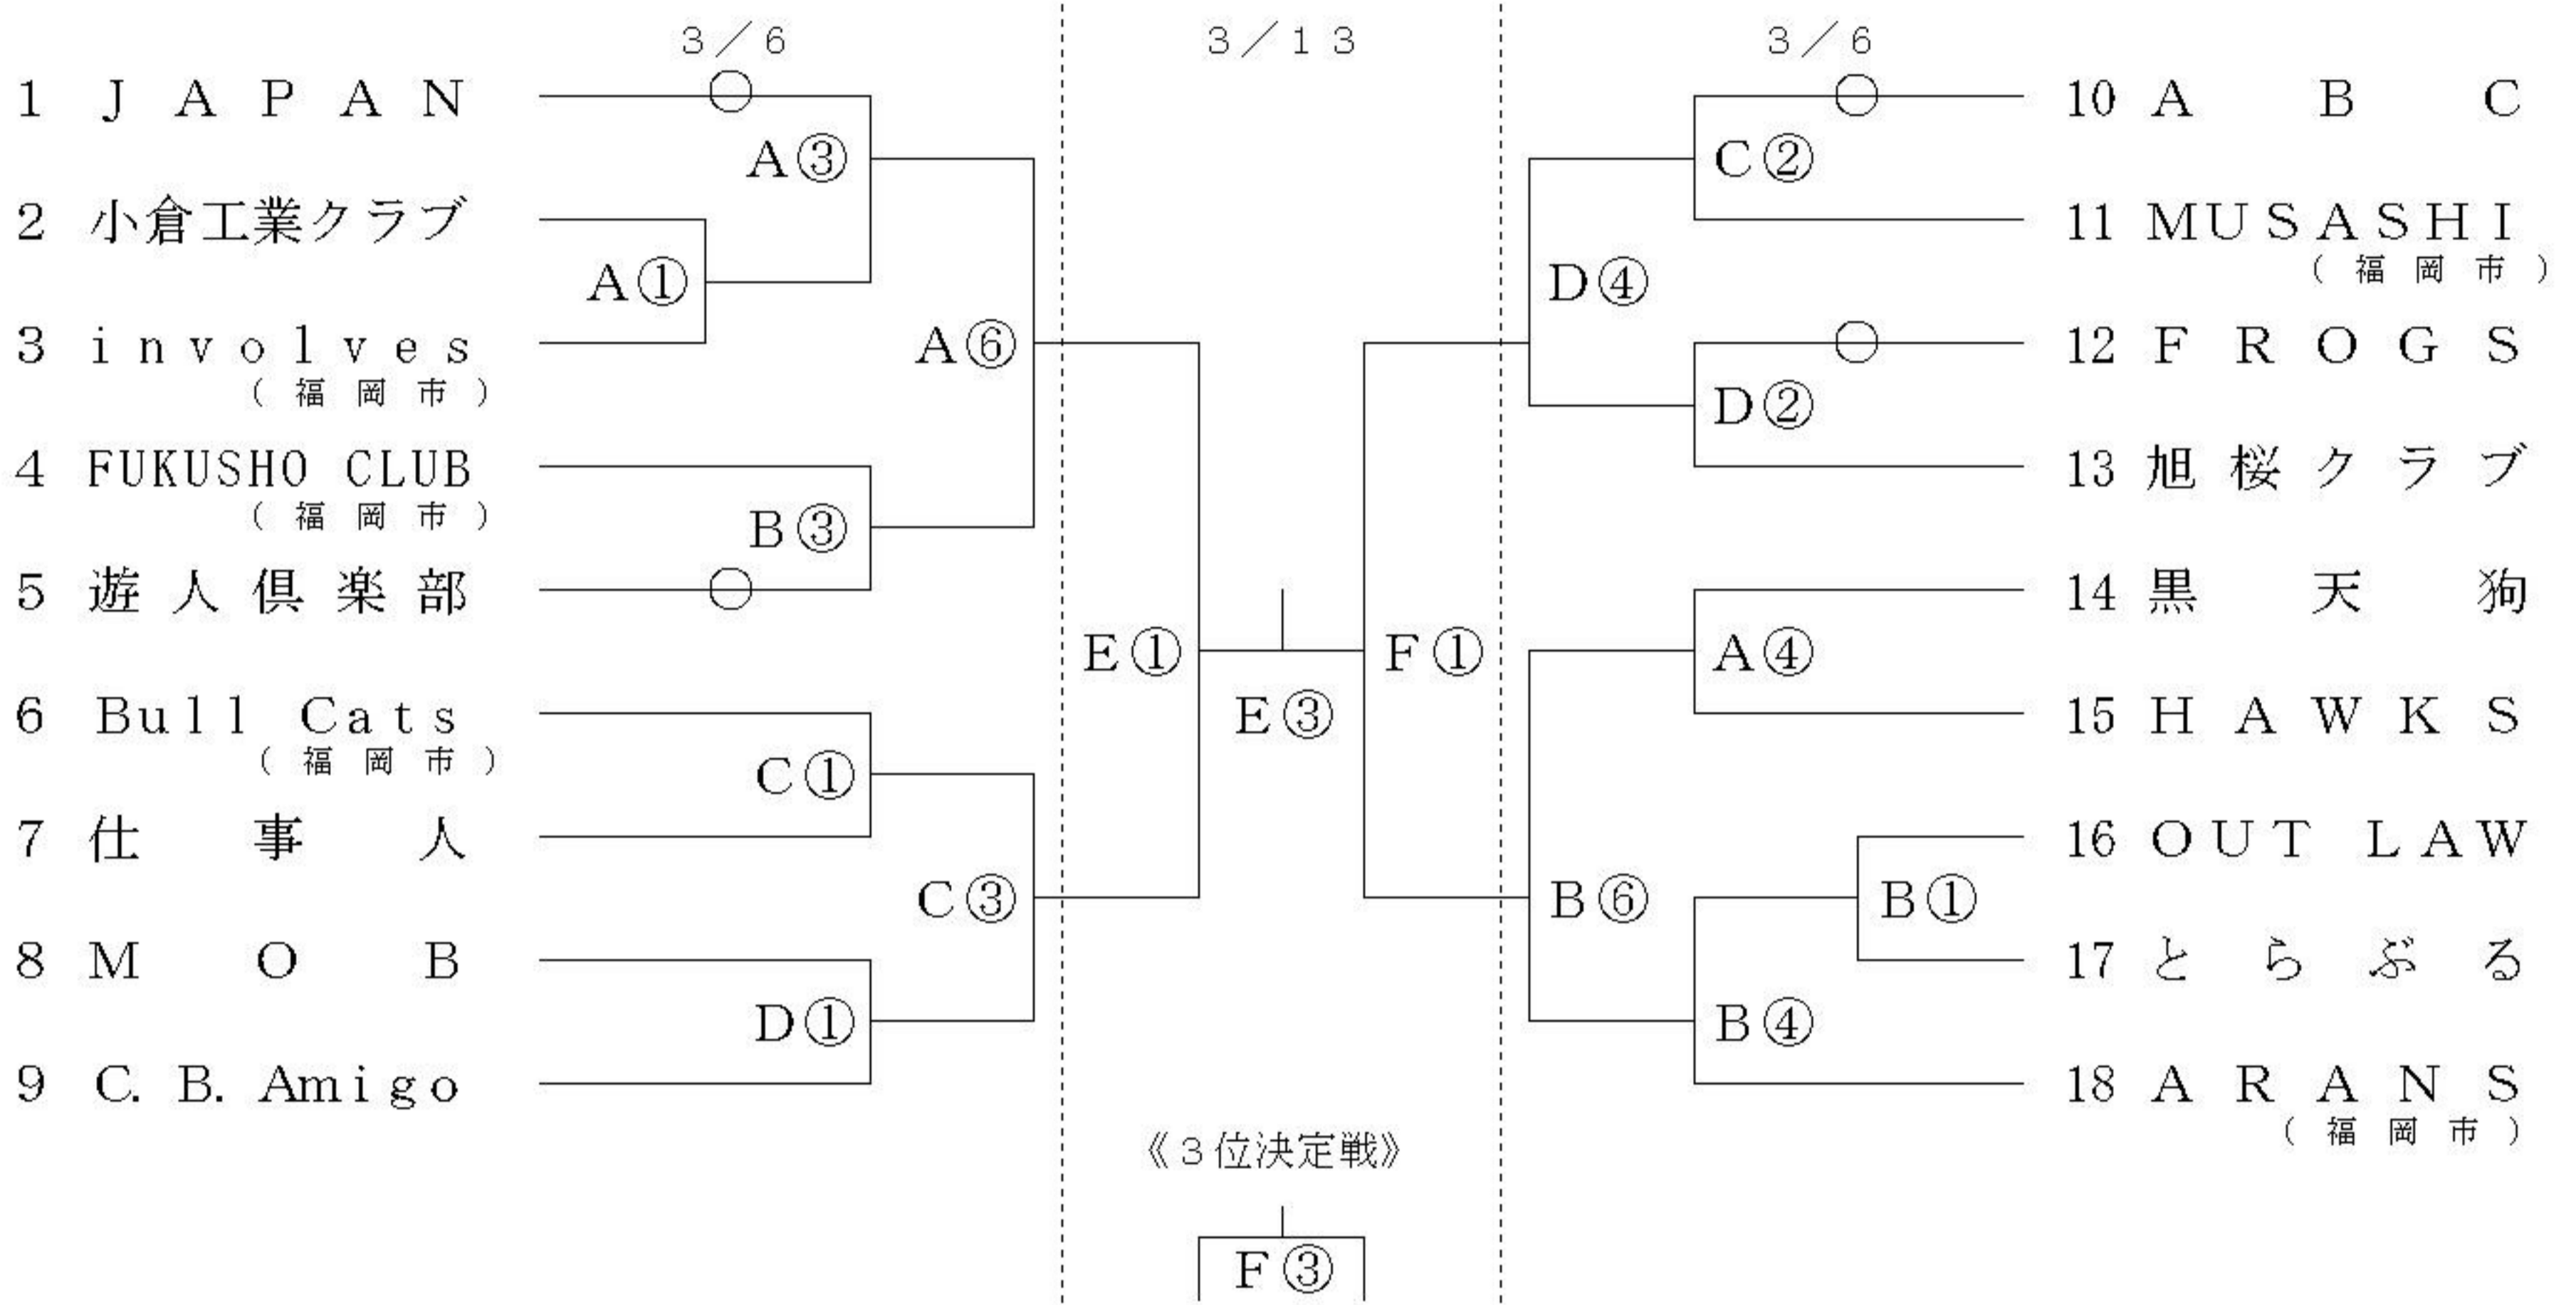 3／6
3／13
3／6
1 JAPAN
A③
2 小倉工業クラブ
A①
3 involves
(福岡市)
A⑥
4 FUKUSHO CLUB
(福岡市)
B③
5 遊人倶楽部
E①
6 Bull Cats
(福岡市)
C①
7 仕事人
C③
8 MOB
D①
9 C.B.Amigo
E③
F①
10 ABC
C②
11 MUSASHI
(福岡市)
D④
12 FROGS
D②
13 旭桜クラブ
14 黒天狗
A④
15 HAWKS
16 OUT LAW
B⑥
B①
17 とらぶる
B④
18 ARANS
(福岡市)
《3位決定戦》
F③